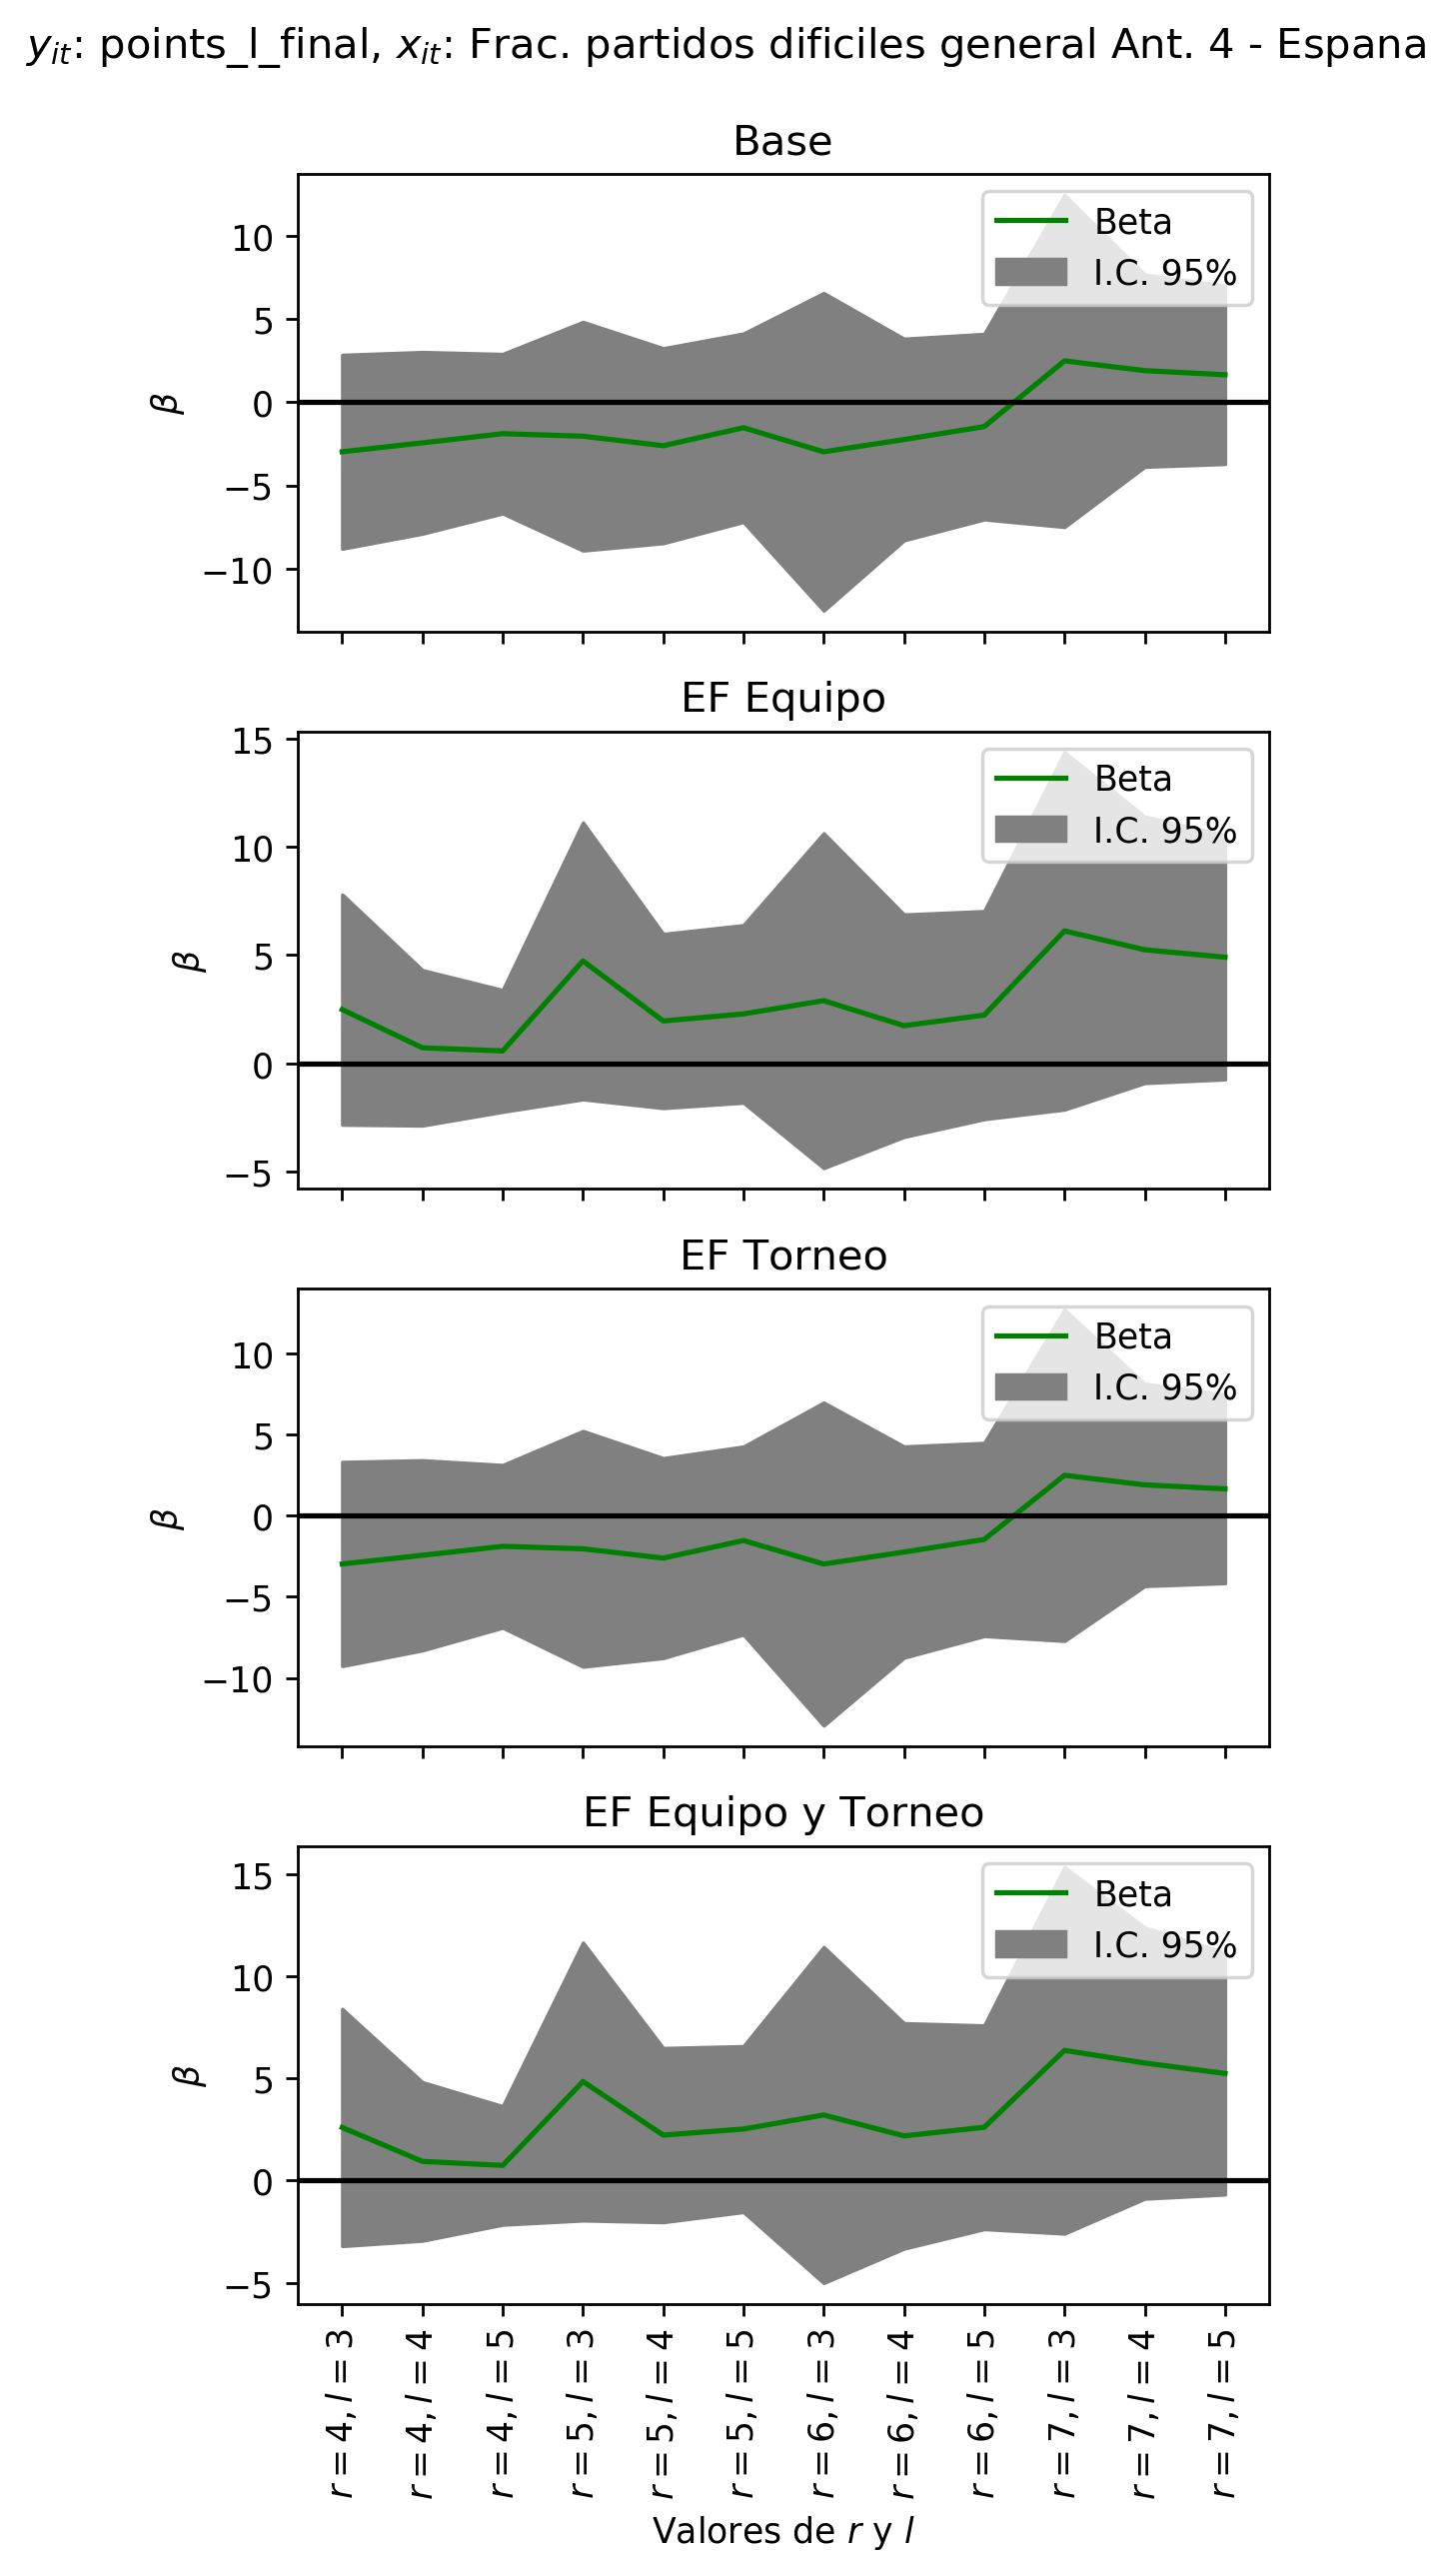 y_it: points_l_final, x_it: Frac. partidos dificiles general Ant. 4 - Espana
Base
Beta
I.C. 95%
10
5
0
−5
−10
β
EF Equipo
Beta
I.C. 95%
15
10
5
0
−5
β
EF Torneo
Beta
I.C. 95%
10
5
0
−5
−10
β
EF Equipo y Torneo
Beta
I.C. 95%
15
10
5
0
−5
β
r = 4, l = 3
r = 4, l = 4
r = 4, l = 5
r = 5, l = 3
r = 5, l = 4
r = 5, l = 5
r = 6, l = 3
r = 6, l = 4
r = 6, l = 5
r = 7, l = 3
r = 7, l = 4
r = 7, l = 5
Valores de r y l